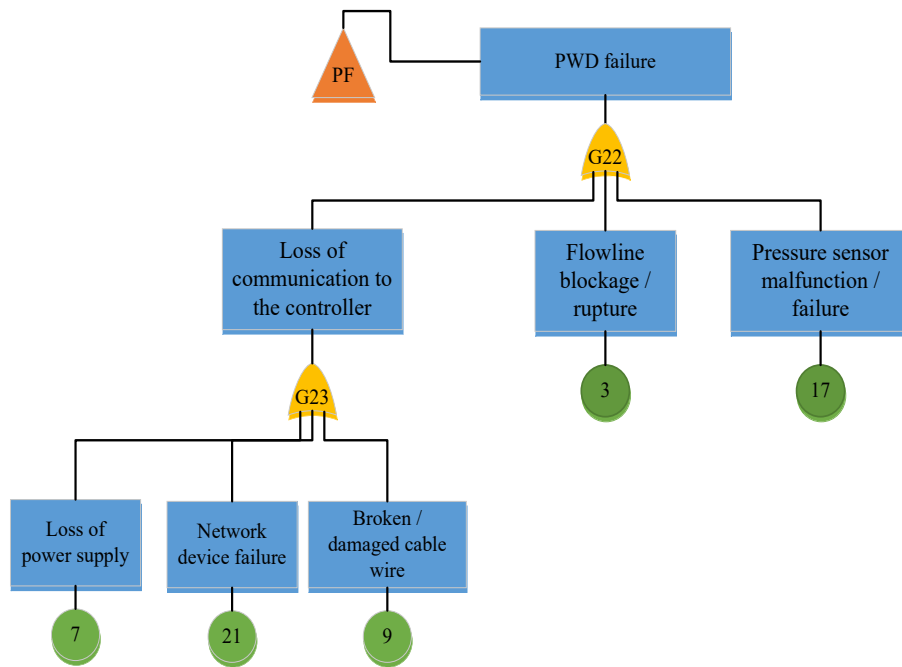 PF
PWD failure
G22
Loss of
communication to
the controller
Flowline
blockage /
rupture
Pressure sensor
malfunction /
failure
G23
3
17
Loss of
power supply
Network
device failure
Broken /
damaged cable
wire
7
21
9